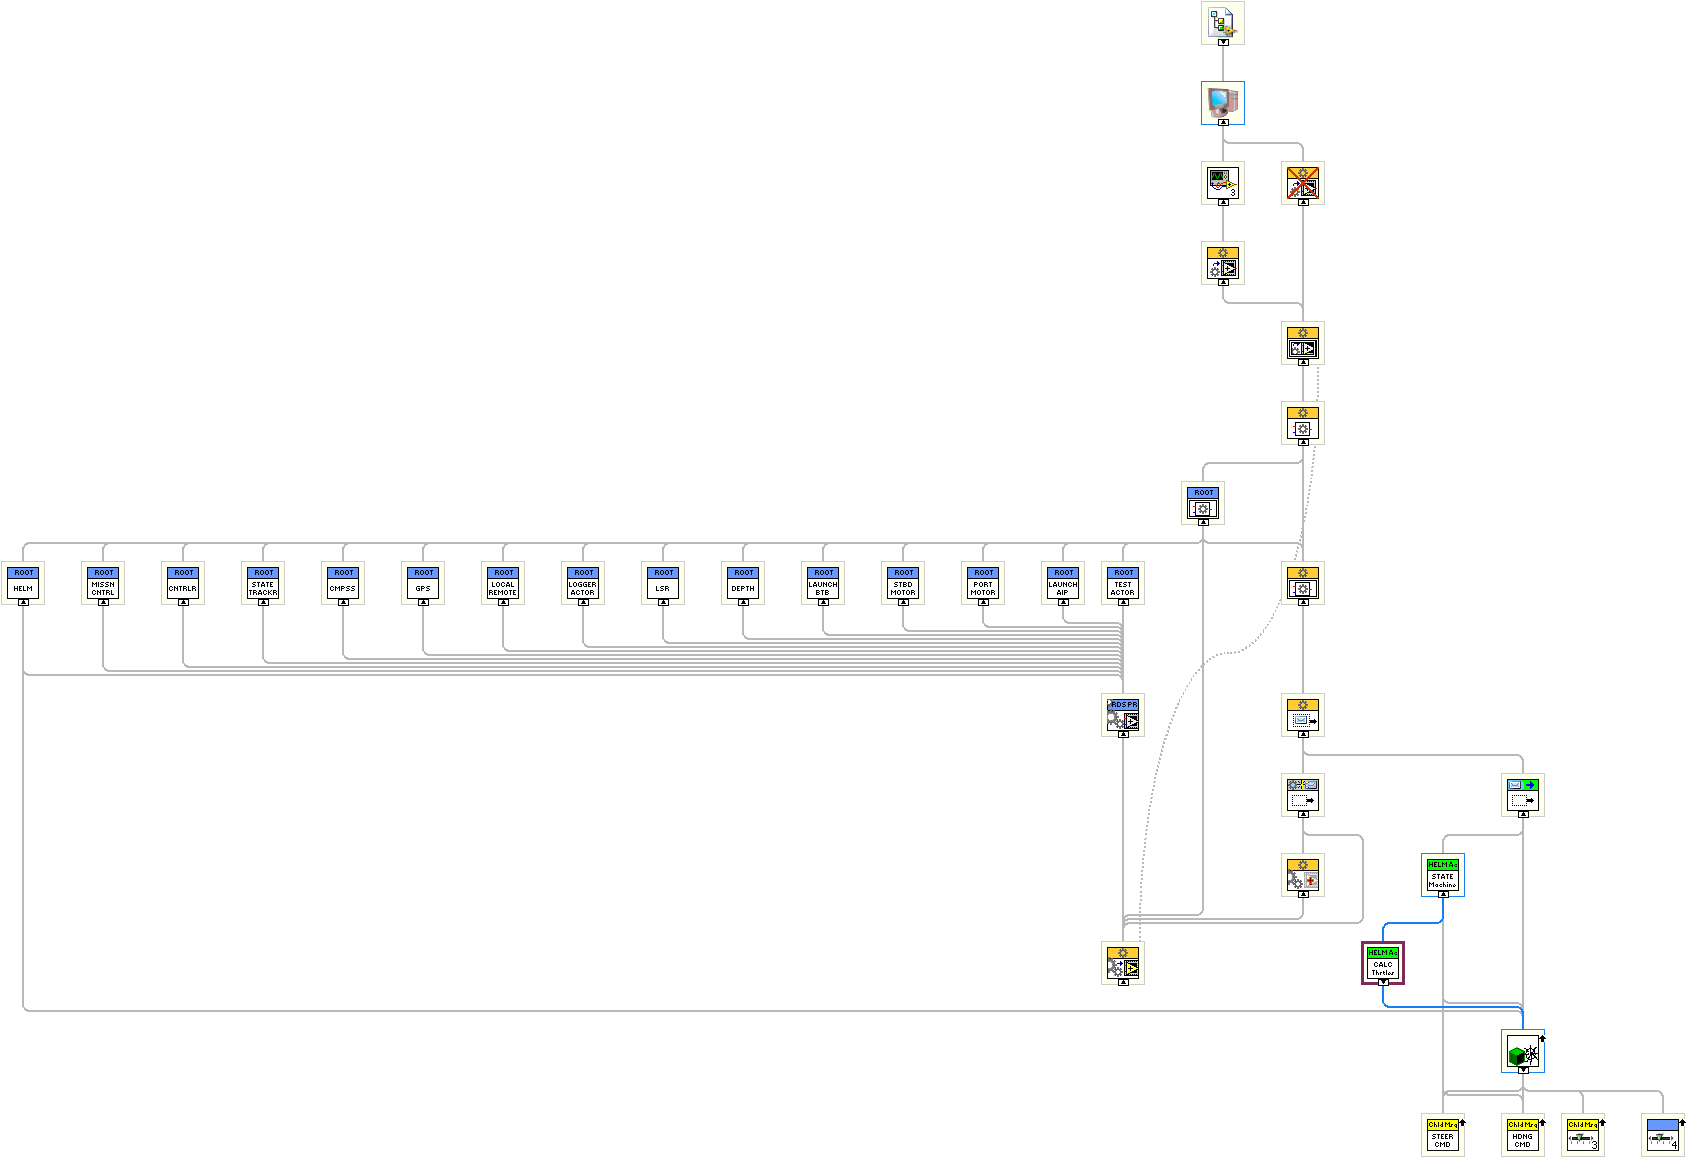 3
ROOT
ROOT
HELM
ROOT
MISSN
CNTRL
ROOT
CNTRLR
ROOT
STATE
TRACKR
ROOT
CMPSS
ROOT
GPS
ROOT
LOCAL
REMOTE
ROOT
LOGGER
ACTOR
ROOT
LSR
ROOT
DEPTH
ROOT
LAUNCH
BTB
ROOT
STBD
MOTOR
ROOT
PORT
MOTOR
ROOT
LAUNCH
AIP
ROOT
TEST
ACTOR
RDSPR
HELM Ac
STATE
Machine
HELM Ac
CALC
Thrtles
Chld Msg
STEER
CMD
Chld Msg
HDNG
CMD
Chld Msg
3
4